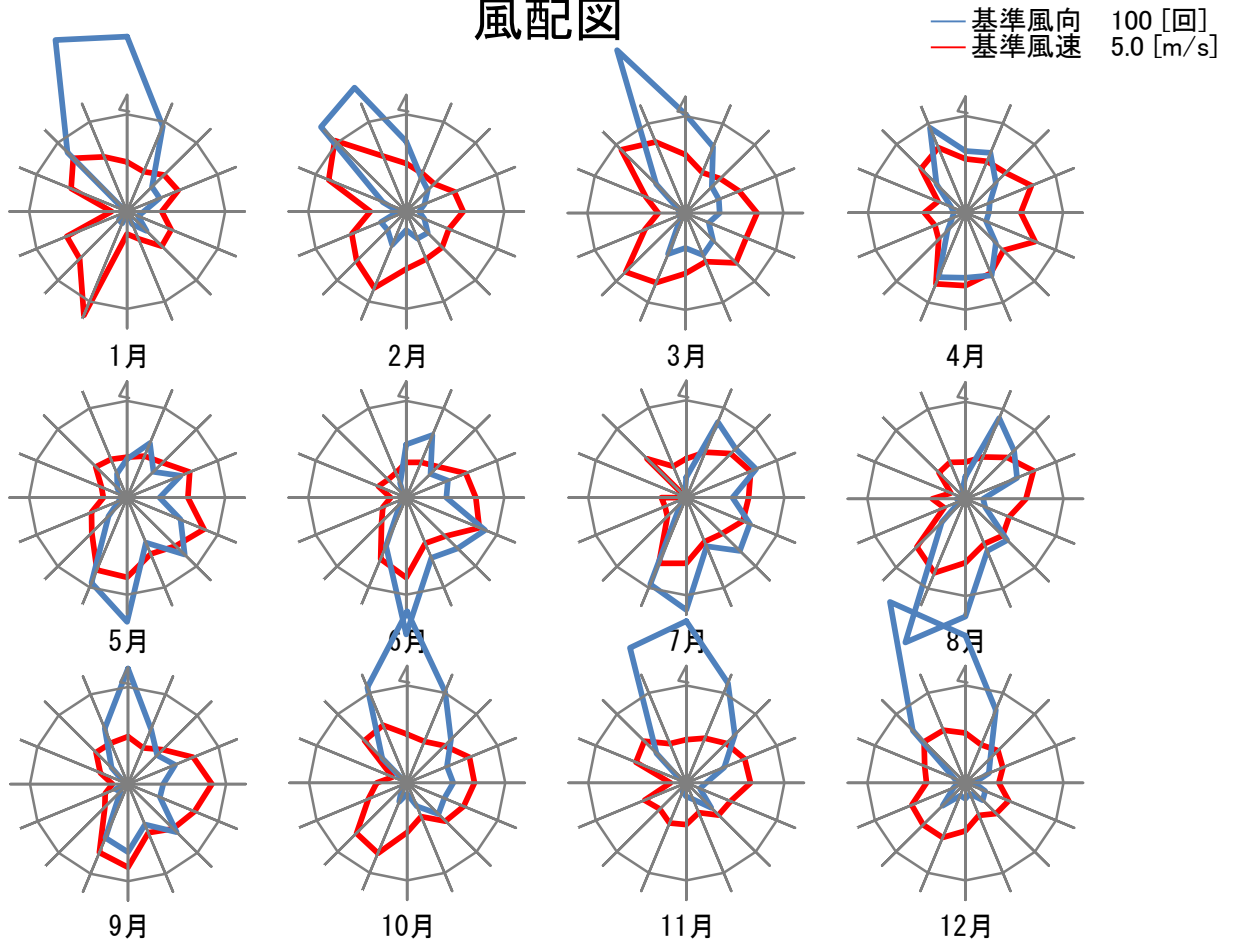 風配図
基準風向 100 [回]
基準風速 5.0 [m/s]
1月
2月
3月
4月
5月
6月
7月
8月
9月
10月
11月
12月